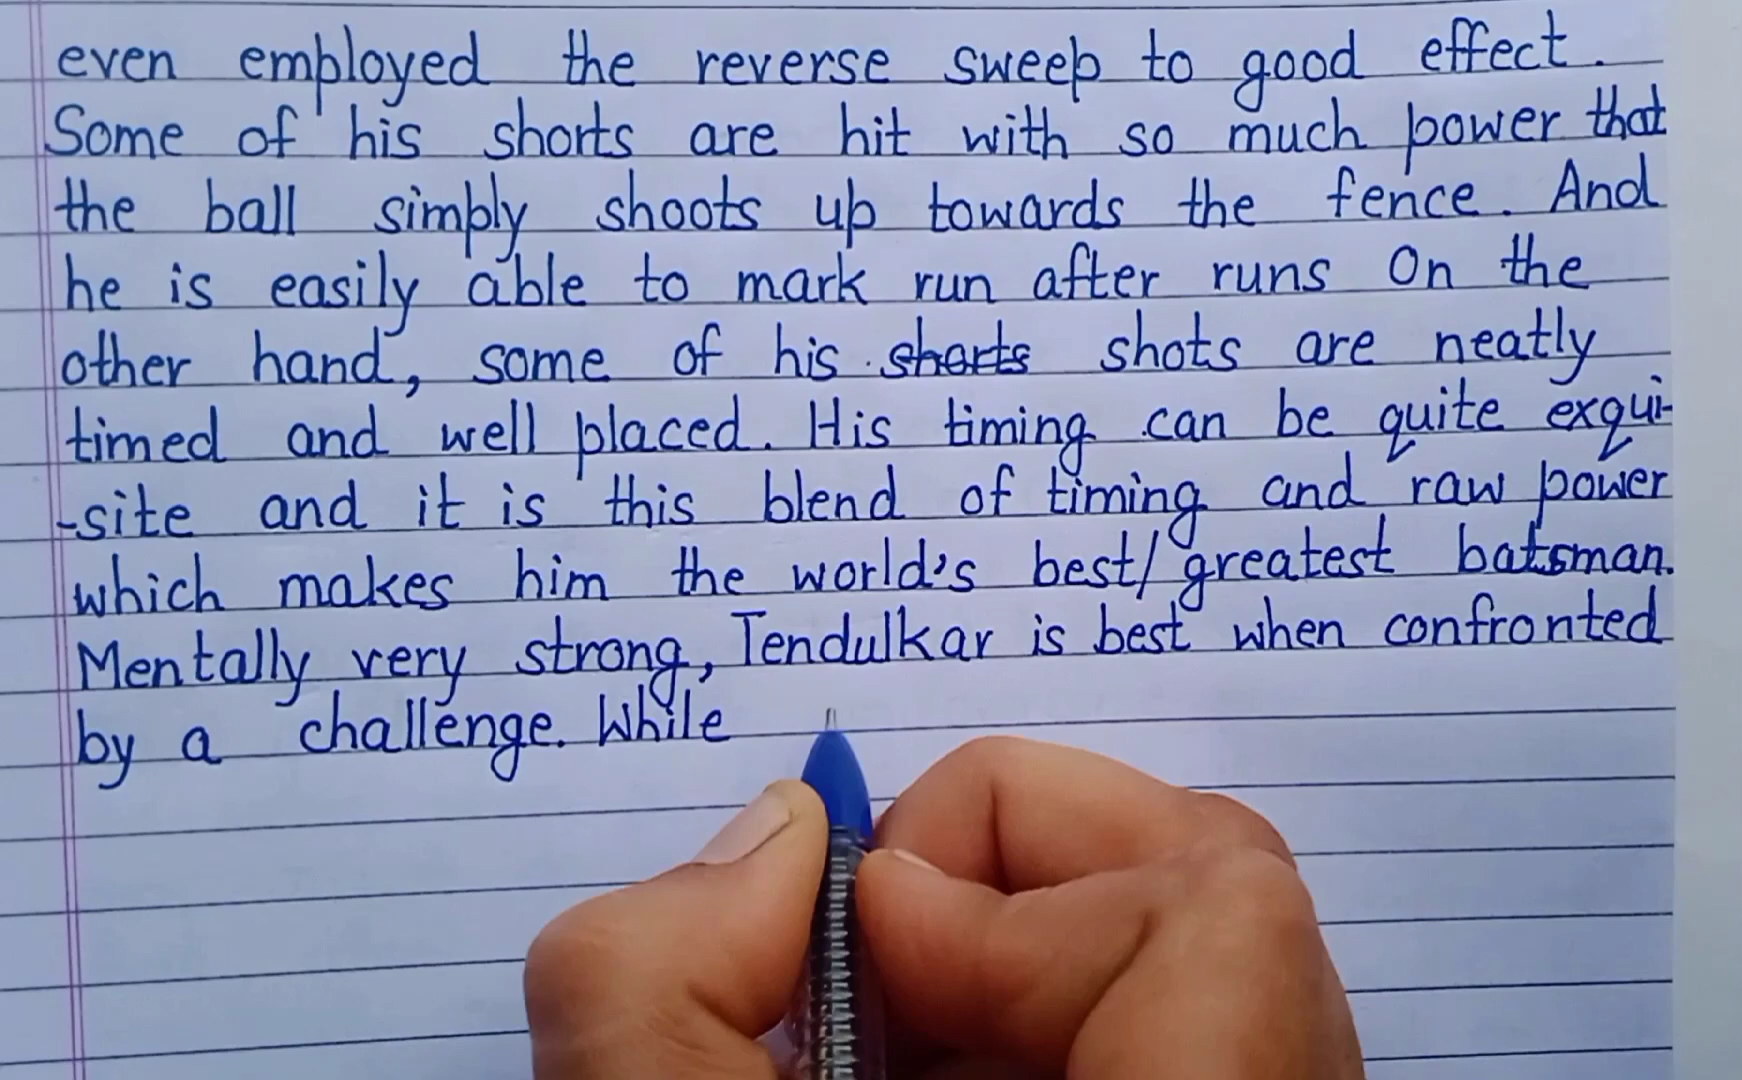 even employed the reverse sweep to good effect.
Some of his shorts are hit with so much power that
the ball simply shoots up towards the fence. And
he is easily able to mark run after runs On the
other hand, some of his shorts shots are neatly
timed and well placed. His timing can be quite exqui-
-site and it is this blend of timing and raw power
which makes him the world's best/greatest batsman.
Mentally very strong, Tendulkar is best when confronted
by a challenge. While